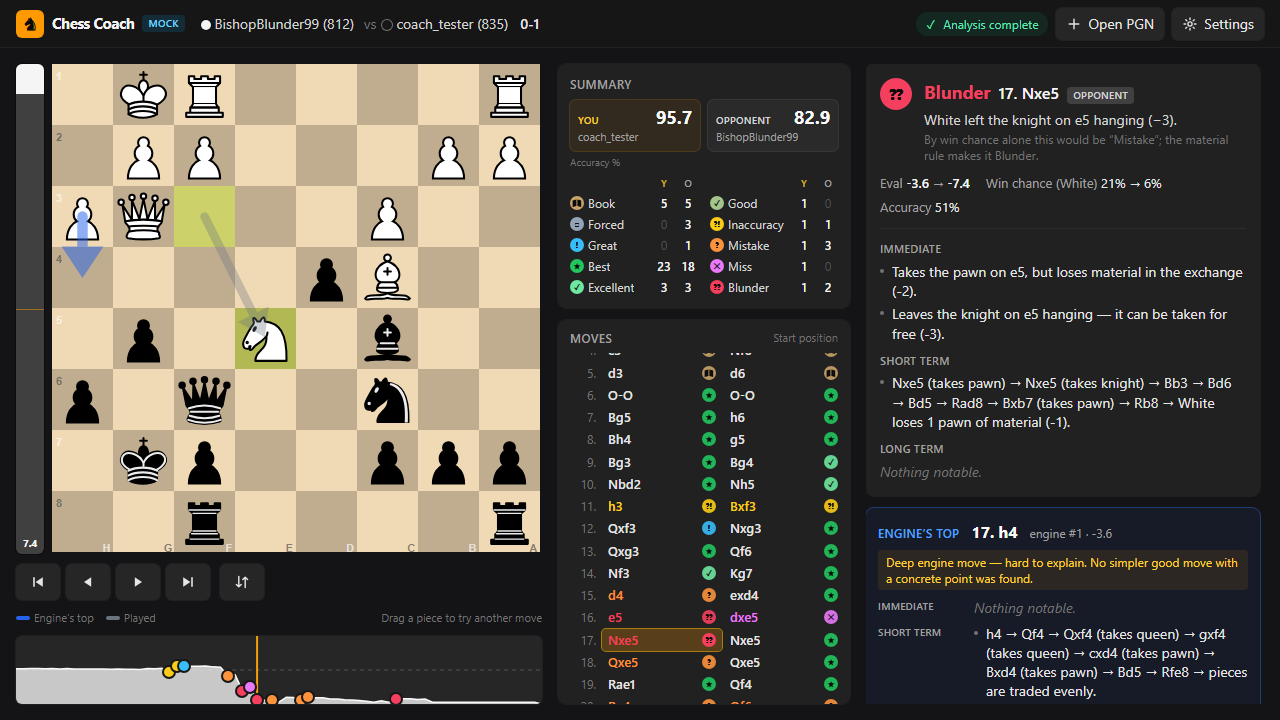 Chess Coach MOCK BishopBlunder99 (812) vs coach_tester (835) 0-1
✓ Analysis complete + Open PGN Settings
1
2
3
4
5
6
7
8
H G F E D C B A
7.4
Engine's top Played Drag a piece to try another move
SUMMARY
YOU 95.7
coach_tester
OPPONENT 82.9
BishopBlunder99
Accuracy %
Y O Y O
Book 5 5 Good 1 0
Forced 0 3 Inaccuracy 1 1
Great 0 1 Mistake 1 3
Best 23 18 Miss 1 0
Excellent 3 3 Blunder 1 2
MOVES Start position
5. d3 d6
6. O-O O-O
7. Bg5 h6
8. Bh4 g5
9. Bg3 Bg4
10. Nbd2 Nh5
11. h3 Bxf3
12. Qxf3 Nxg3
13. Qxg3 Qf6
14. Nf3 Kg7
15. d4 exd4
16. e5 dxe5
17. Nxe5 Nxe5
18. Qxe5 Qxe5
19. Rae1 Qf4
?? Blunder 17. Nxe5 OPPONENT
White left the knight on e5 hanging (−3).
By win chance alone this would be “Mistake”; the material
rule makes it Blunder.
Eval -3.6 → -7.4 Win chance (White) 21% → 6%
Accuracy 51%
IMMEDIATE
• Takes the pawn on e5, but loses material in the exchange
(-2).
• Leaves the knight on e5 hanging — it can be taken for
free (-3).
SHORT TERM
• Nxe5 (takes pawn) → Nxe5 (takes knight) → Bb3 → Bd6
→ Bd5 → Rad8 → Bxb7 (takes pawn) → Rb8 → White
loses 1 pawn of material (-1).
LONG TERM
Nothing notable.
ENGINE'S TOP 17. h4 engine #1 · -3.6
Deep engine move — hard to explain. No simpler good move with
a concrete point was found.
IMMEDIATE Nothing notable.
SHORT TERM • h4 → Qf4 → Qxf4 (takes queen) → gxf4
(takes queen) → cxd4 (takes pawn) →
Bxd4 (takes pawn) → Bd5 → Rfe8 → pieces
are traded evenly.